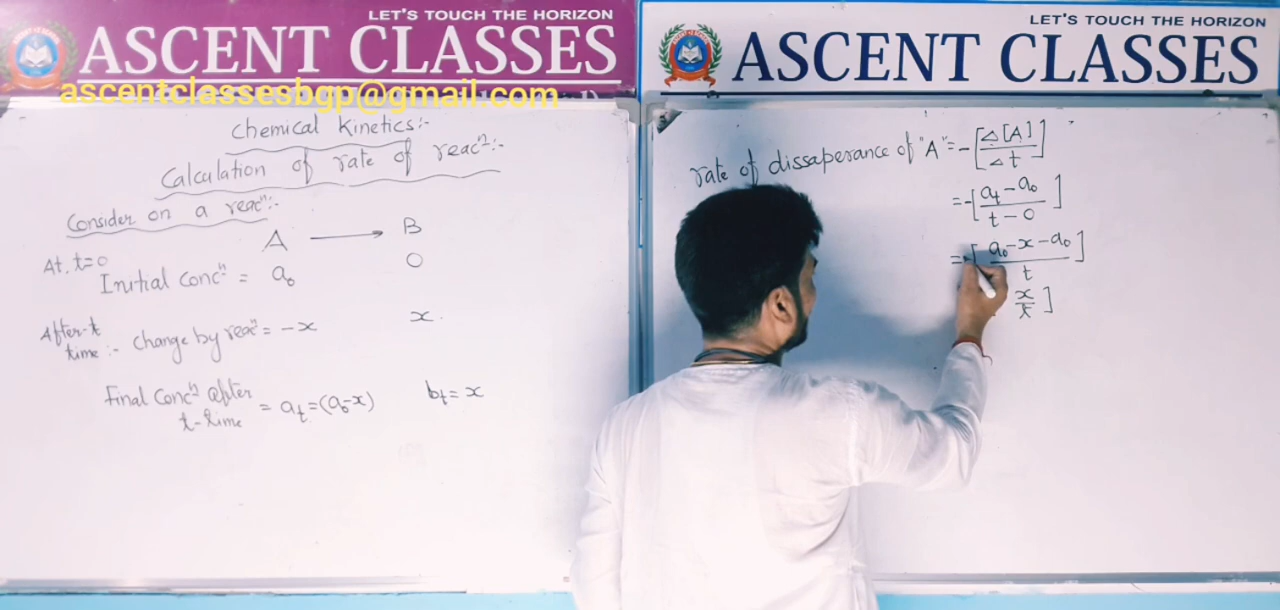 LET'S TOUCH THE HORIZON
ASCENT CLASSES
ascentclassesbgp@gmail.com
Chemical Kinetics:-
Calculation of rate of reacⁿ:-
Consider on a reacⁿ:-
A ⟶ B
At. t=0
Initial Concⁿ = a₀ 0
After-t
time :- Change by reacⁿ = -x x.
Final Concⁿ after
t-time = aₜ=(a₀-x) bₜ= x
LET'S TOUCH THE HORIZON
ASCENT CLASSES
rate of dissaperance of "A" = -[Δ[A]/Δt]
= -[aₜ-a₀/t-0]
= -[a₀-x-a₀/t]
x/t ]